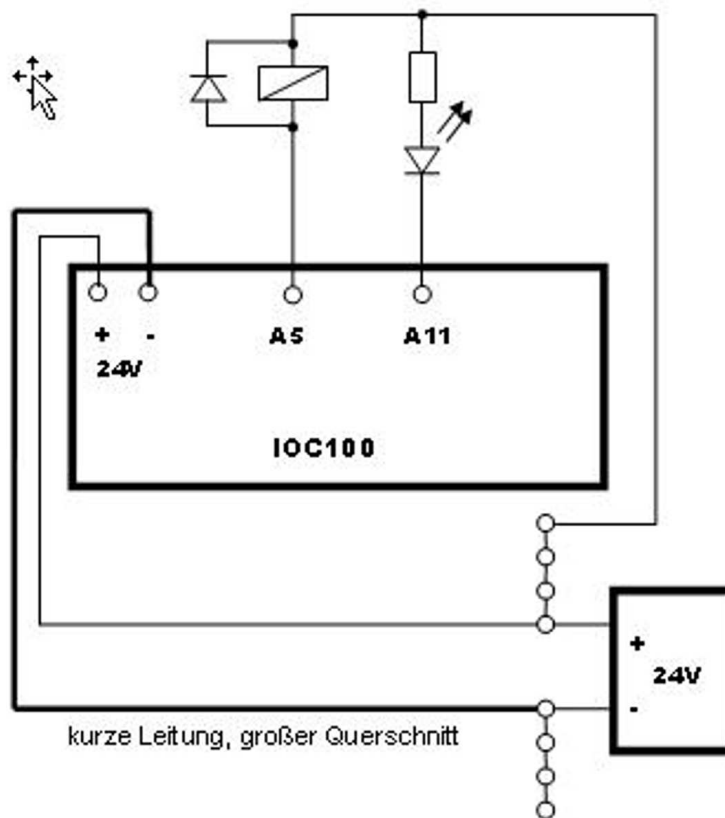 + -
24V
A5
A11
IOC100
+
24V
-
kurze Leitung, großer Querschnitt